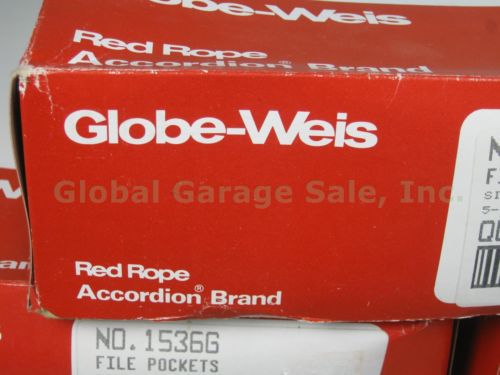 Red Rope
Accordion® Brand
Globe-Weis
Global Garage Sale, Inc.
Red Rope
Accordion® Brand
NO.1536G
FILE POCKETS